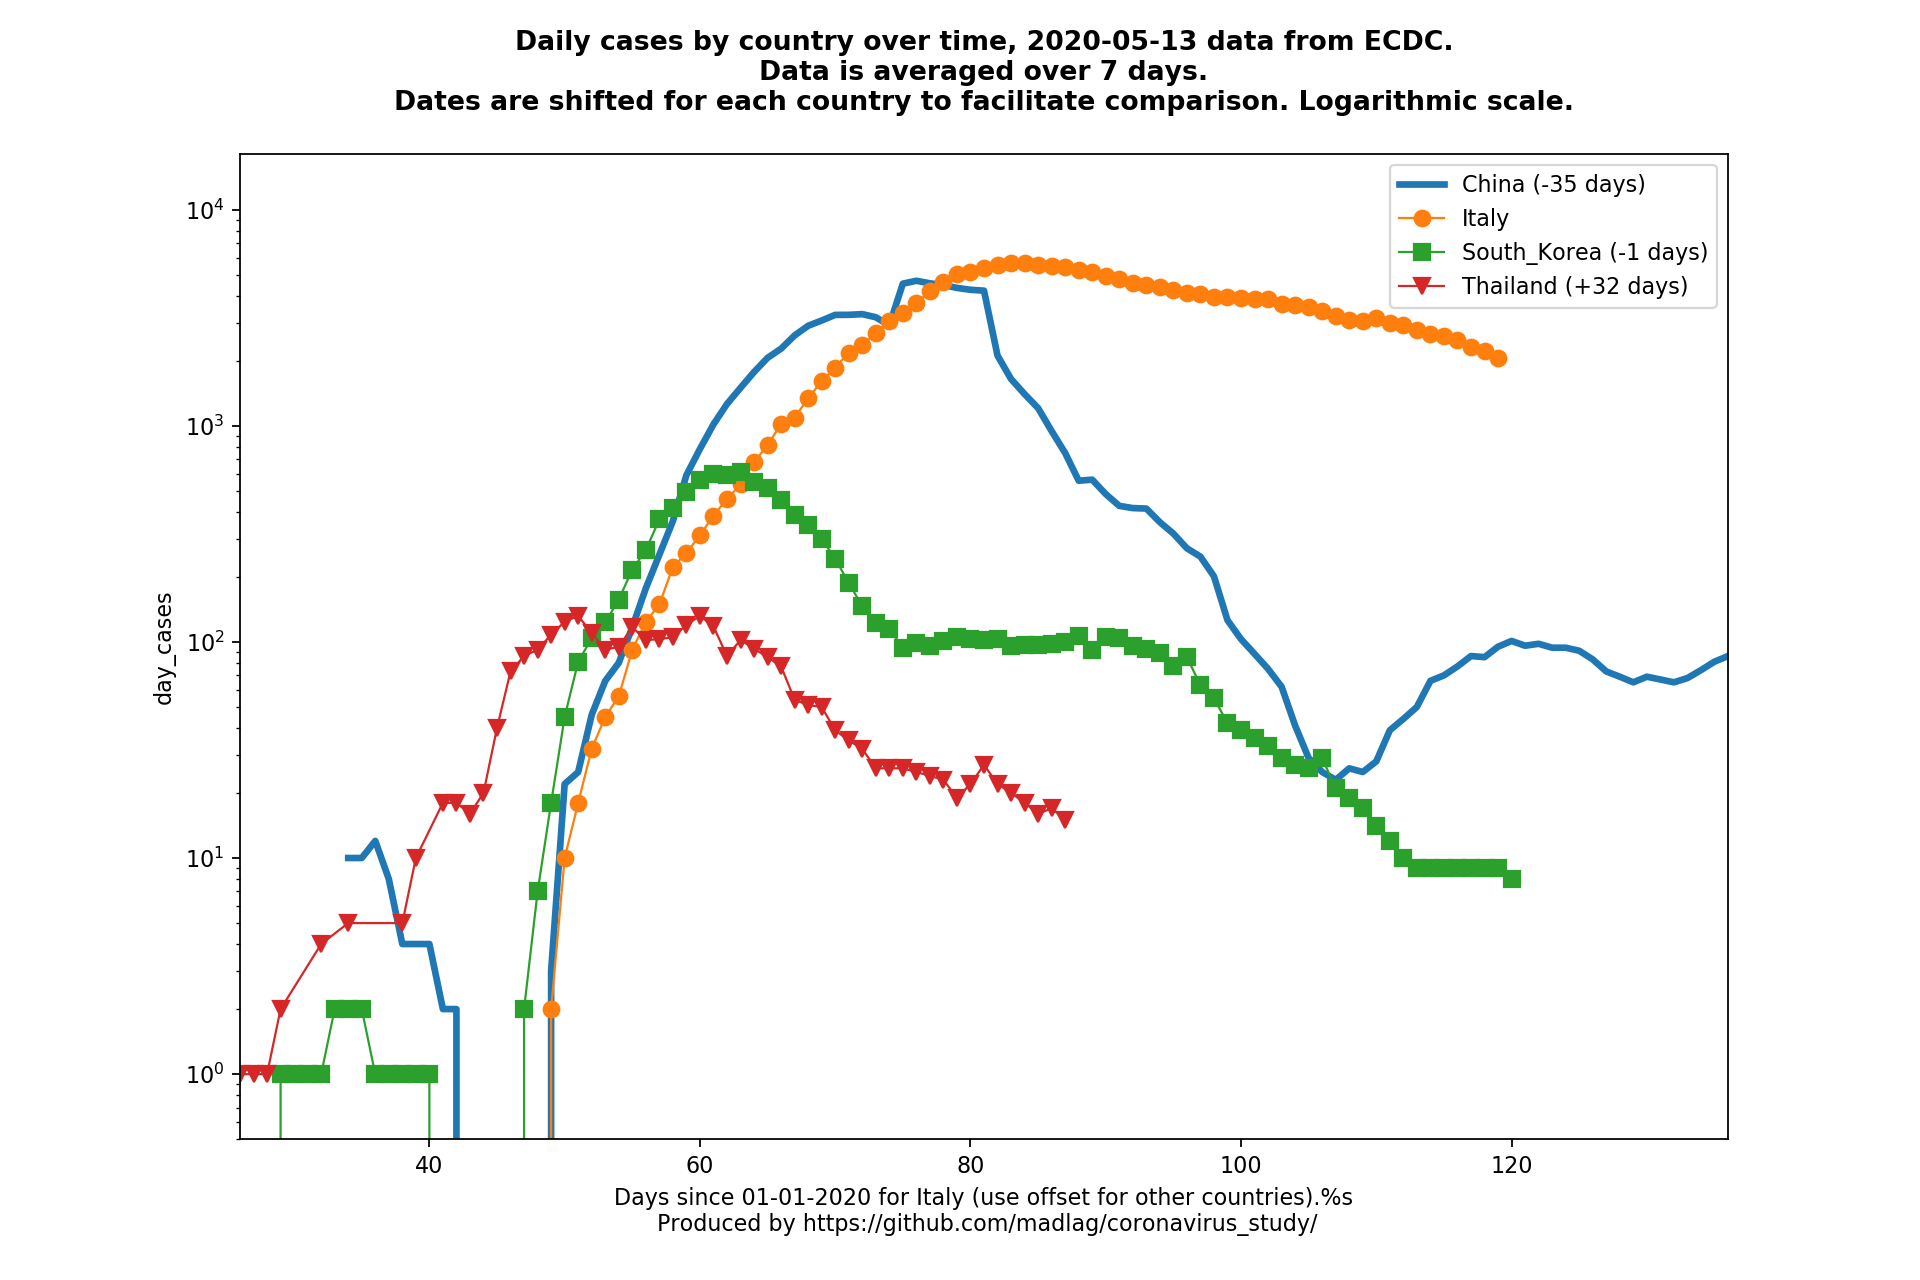 Daily cases by country over time, 2020-05-13 data from ECDC.
Data is averaged over 7 days.
Dates are shifted for each country to facilitate comparison. Logarithmic scale.
China (-35 days)
Italy
South_Korea (-1 days)
Thailand (+32 days)
10⁴
10³
10²
10¹
10⁰
day_cases
40 60 80 100 120
Days since 01-01-2020 for Italy (use offset for other countries).%s
Produced by https://github.com/madlag/coronavirus_study/